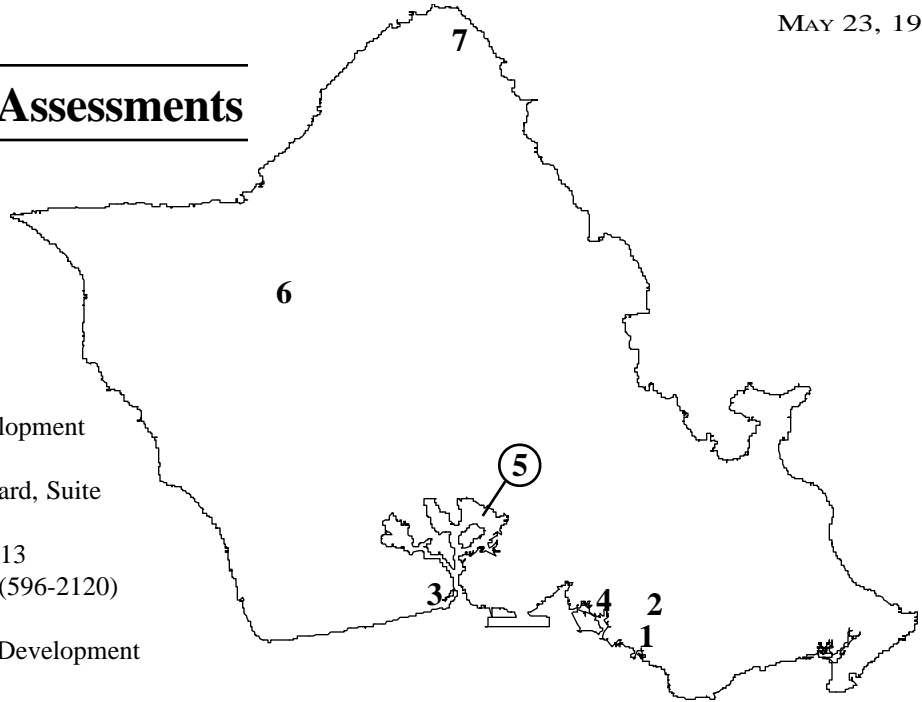 MAY 23, 19
7
Assessments
6
lopment
5
ard, Suite
13
3
4
2
(596-2120)
1
Development